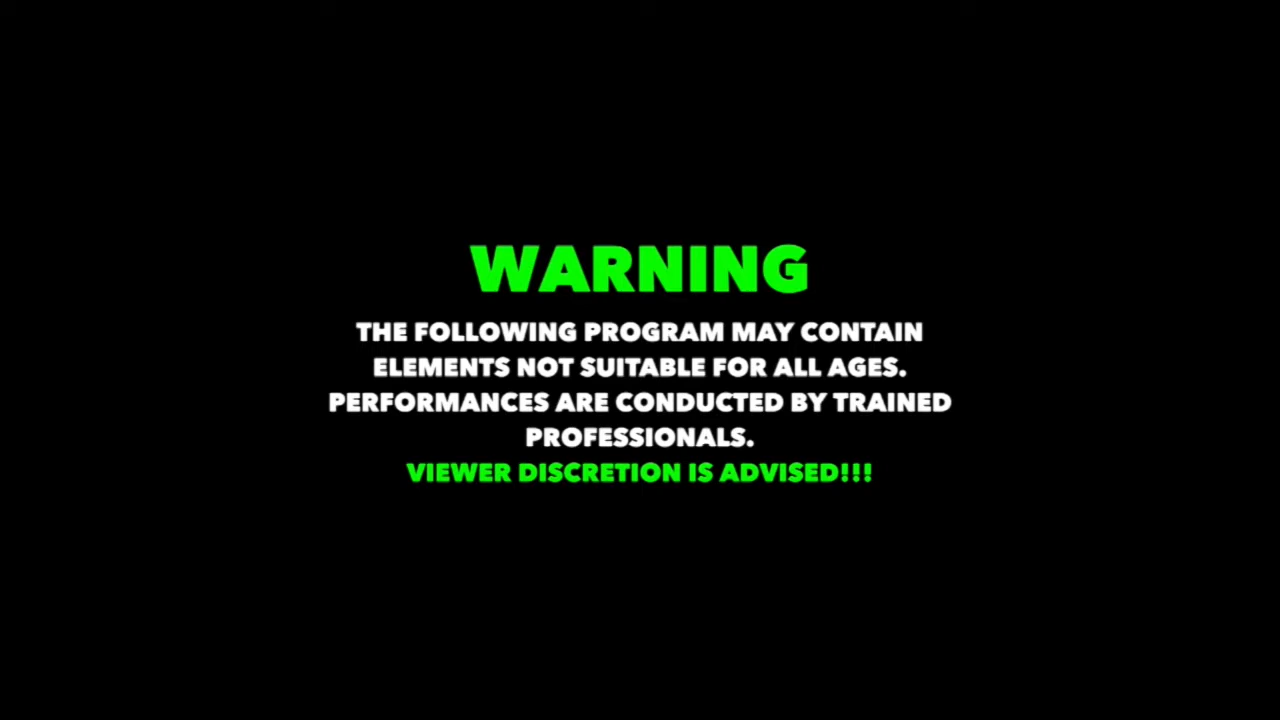 WARNING
THE FOLLOWING PROGRAM MAY CONTAIN
ELEMENTS NOT SUITABLE FOR ALL AGES.
PERFORMANCES ARE CONDUCTED BY TRAINED
PROFESSIONALS.
VIEWER DISCRETION IS ADVISED!!!